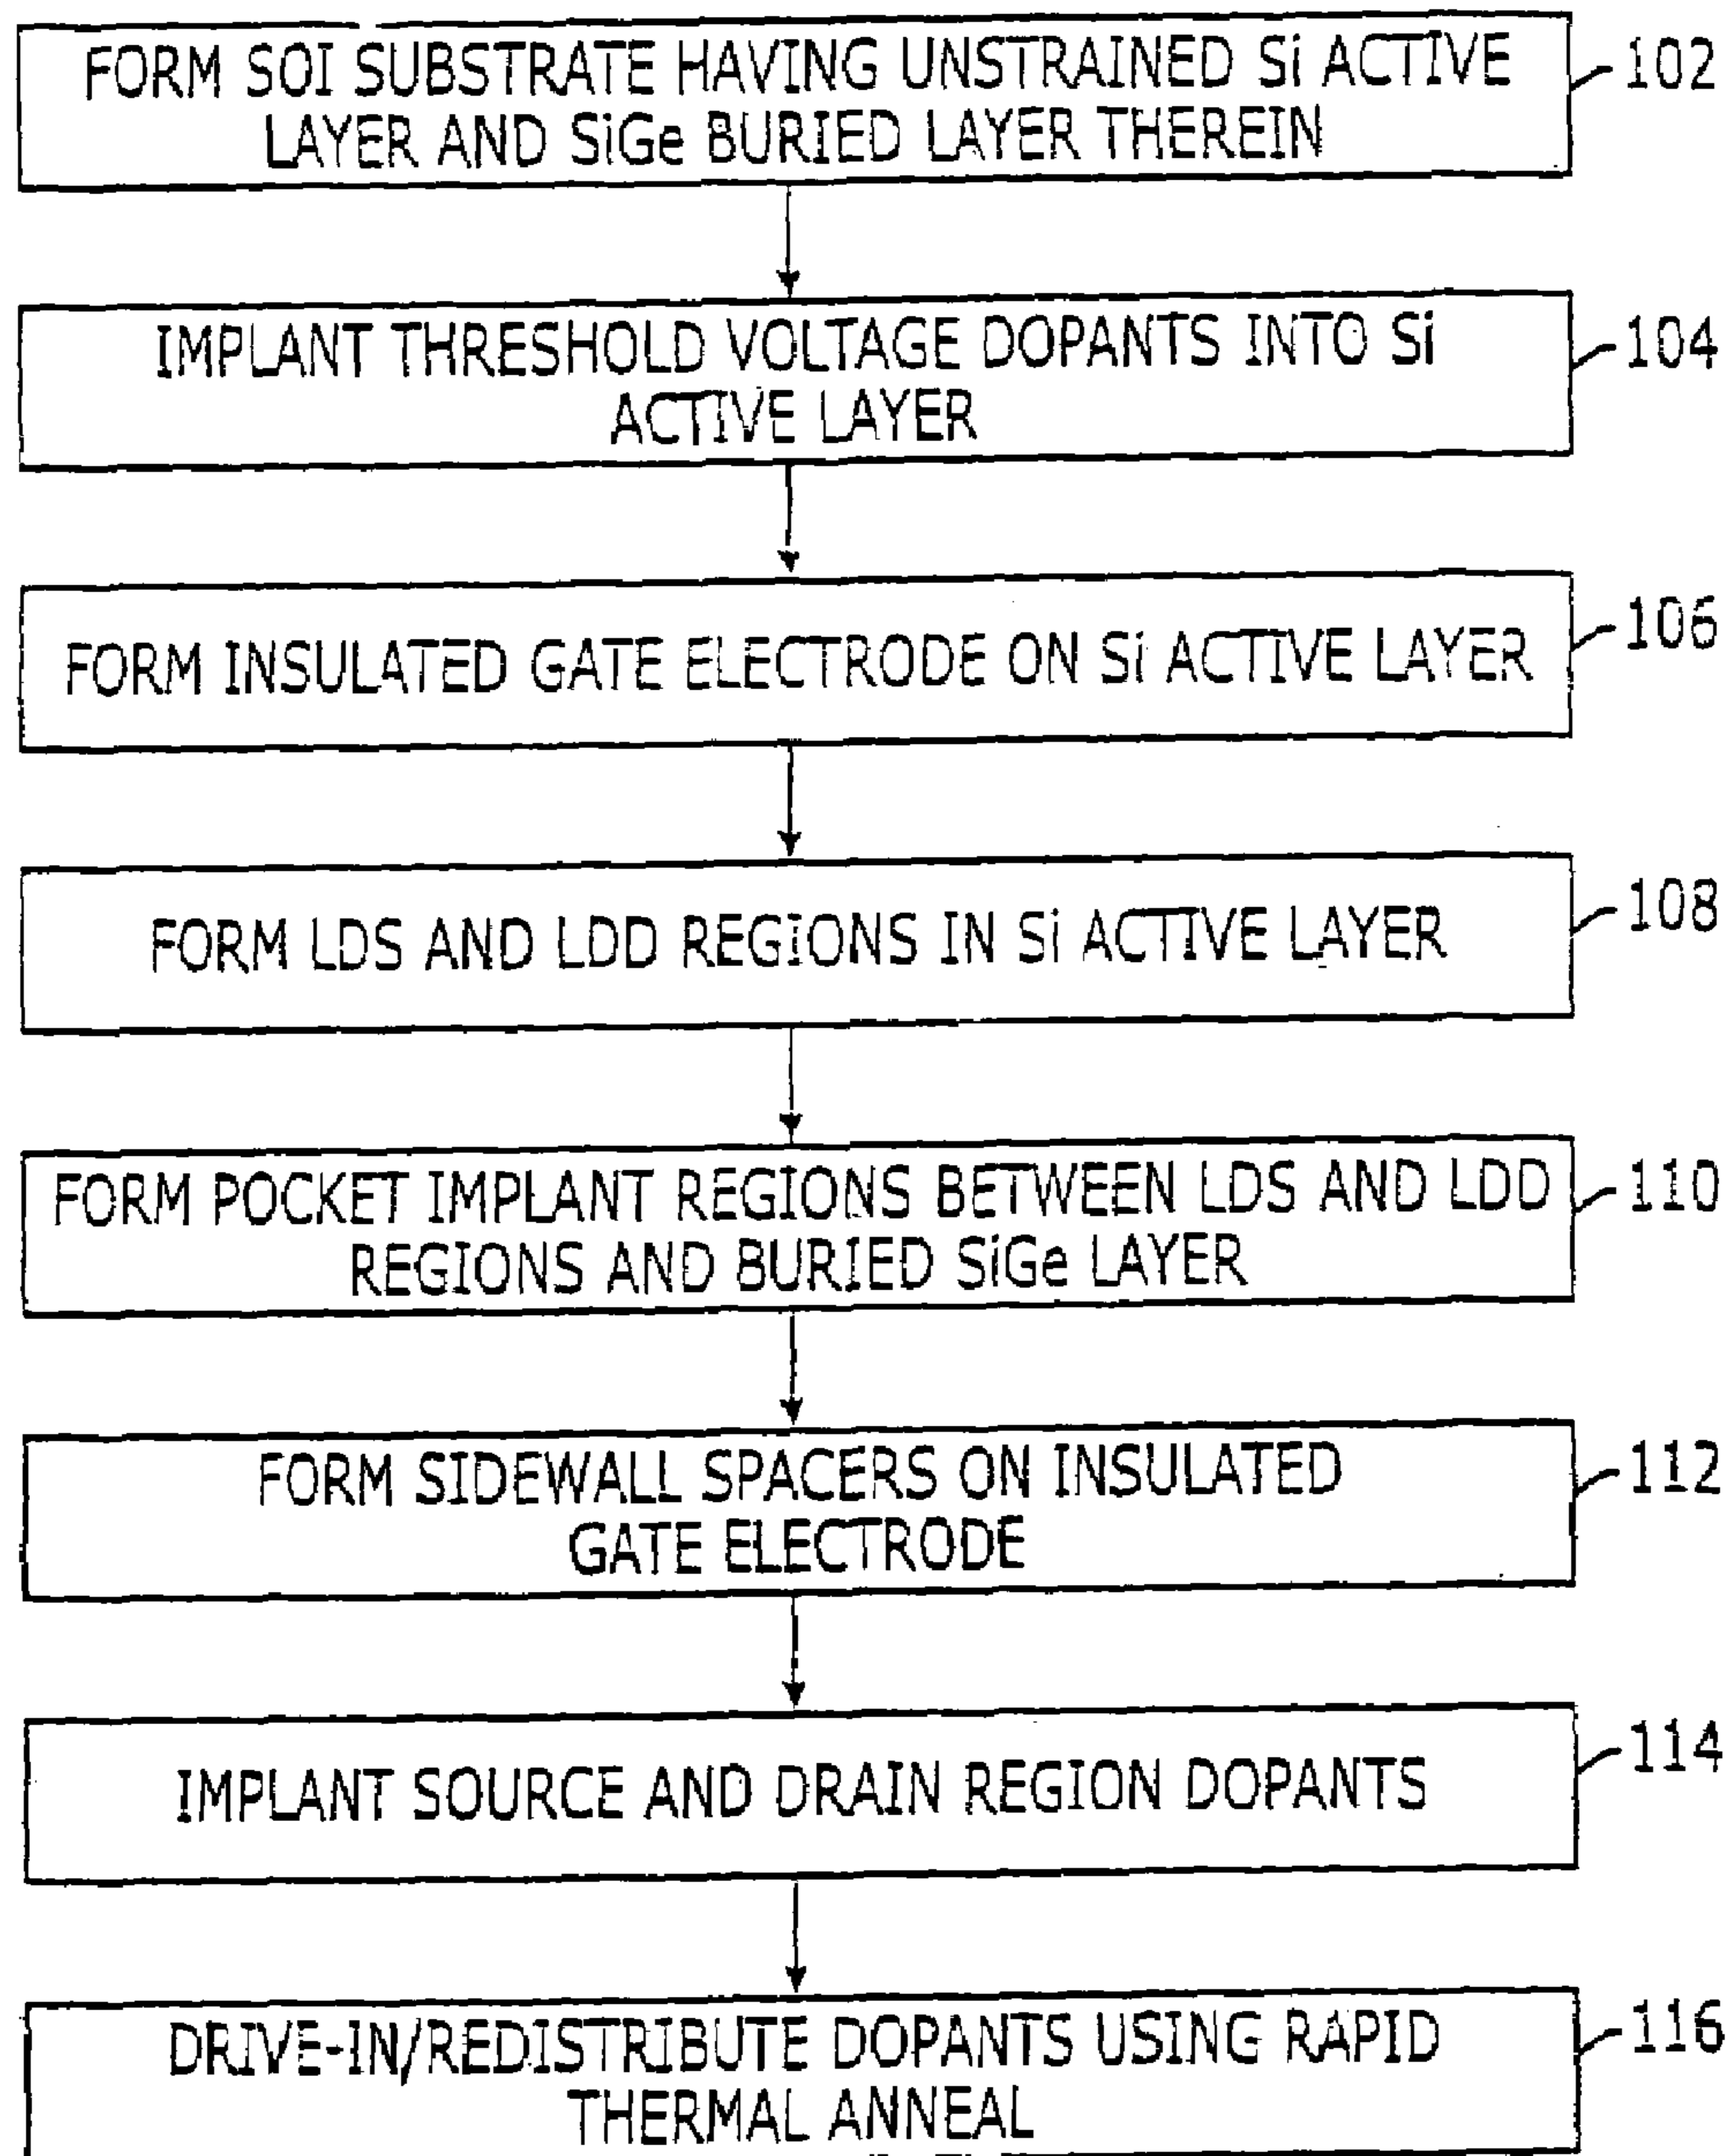 FORM SOI SUBSTRATE HAVING UNSTRAINED Si ACTIVE
LAYER AND SiGe BURIED LAYER THEREIN
102
IMPLANT THRESHOLD VOLTAGE DOPANTS INTO Si
ACTIVE LAYER
104
FORM INSULATED GATE ELECTRODE ON Si ACTIVE LAYER
106
FORM LDS AND LDD REGIONS IN Si ACTIVE LAYER
108
FORM POCKET IMPLANT REGIONS BETWEEN LDS AND LDD
REGIONS AND BURIED SiGe LAYER
110
FORM SIDEWALL SPACERS ON INSULATED
GATE ELECTRODE
112
IMPLANT SOURCE AND DRAIN REGION DOPANTS
114
DRIVE-IN/REDISTRIBUTE DOPANTS USING RAPID
THERMAL ANNEAL
116